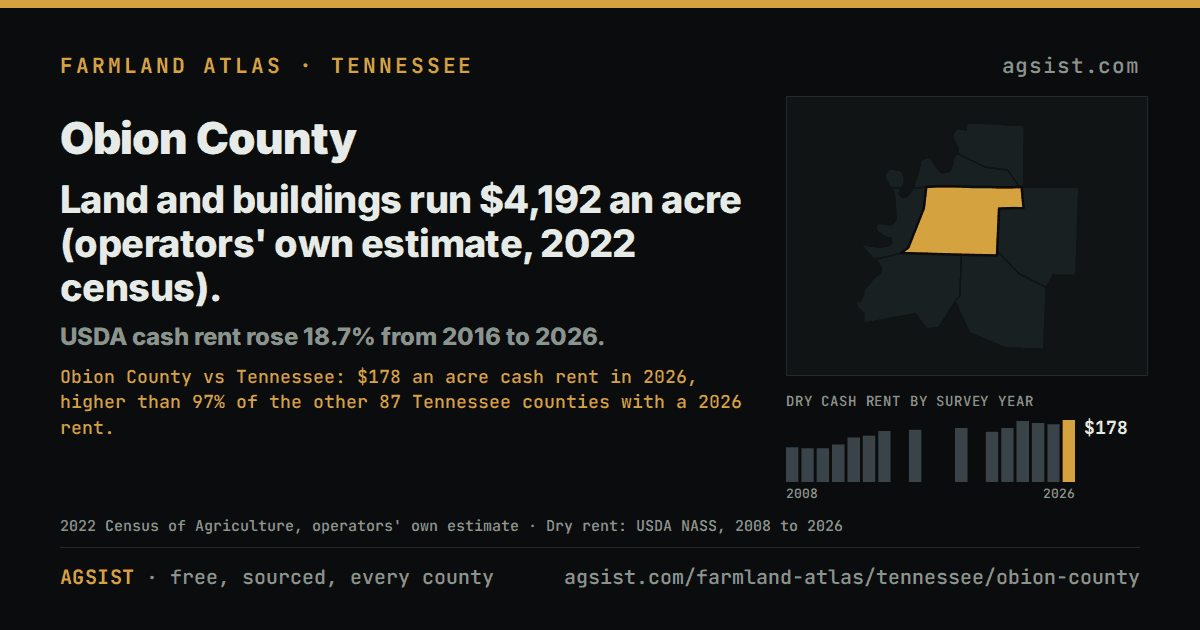 FARMLAND ATLAS · TENNESSEE
agsist.com
Obion County
Land and buildings run $4,192 an acre
(operators' own estimate, 2022
census).
USDA cash rent rose 18.7% from 2016 to 2026.
Obion County vs Tennessee: $178 an acre cash rent in 2026,
higher than 97% of the other 87 Tennessee counties with a 2026
rent.
DRY CASH RENT BY SURVEY YEAR
$178
2008
2026
2022 Census of Agriculture, operators' own estimate · Dry rent: USDA NASS, 2008 to 2026
AGSIST · free, sourced, every county
agsist.com/farmland-atlas/tennessee/obion-county